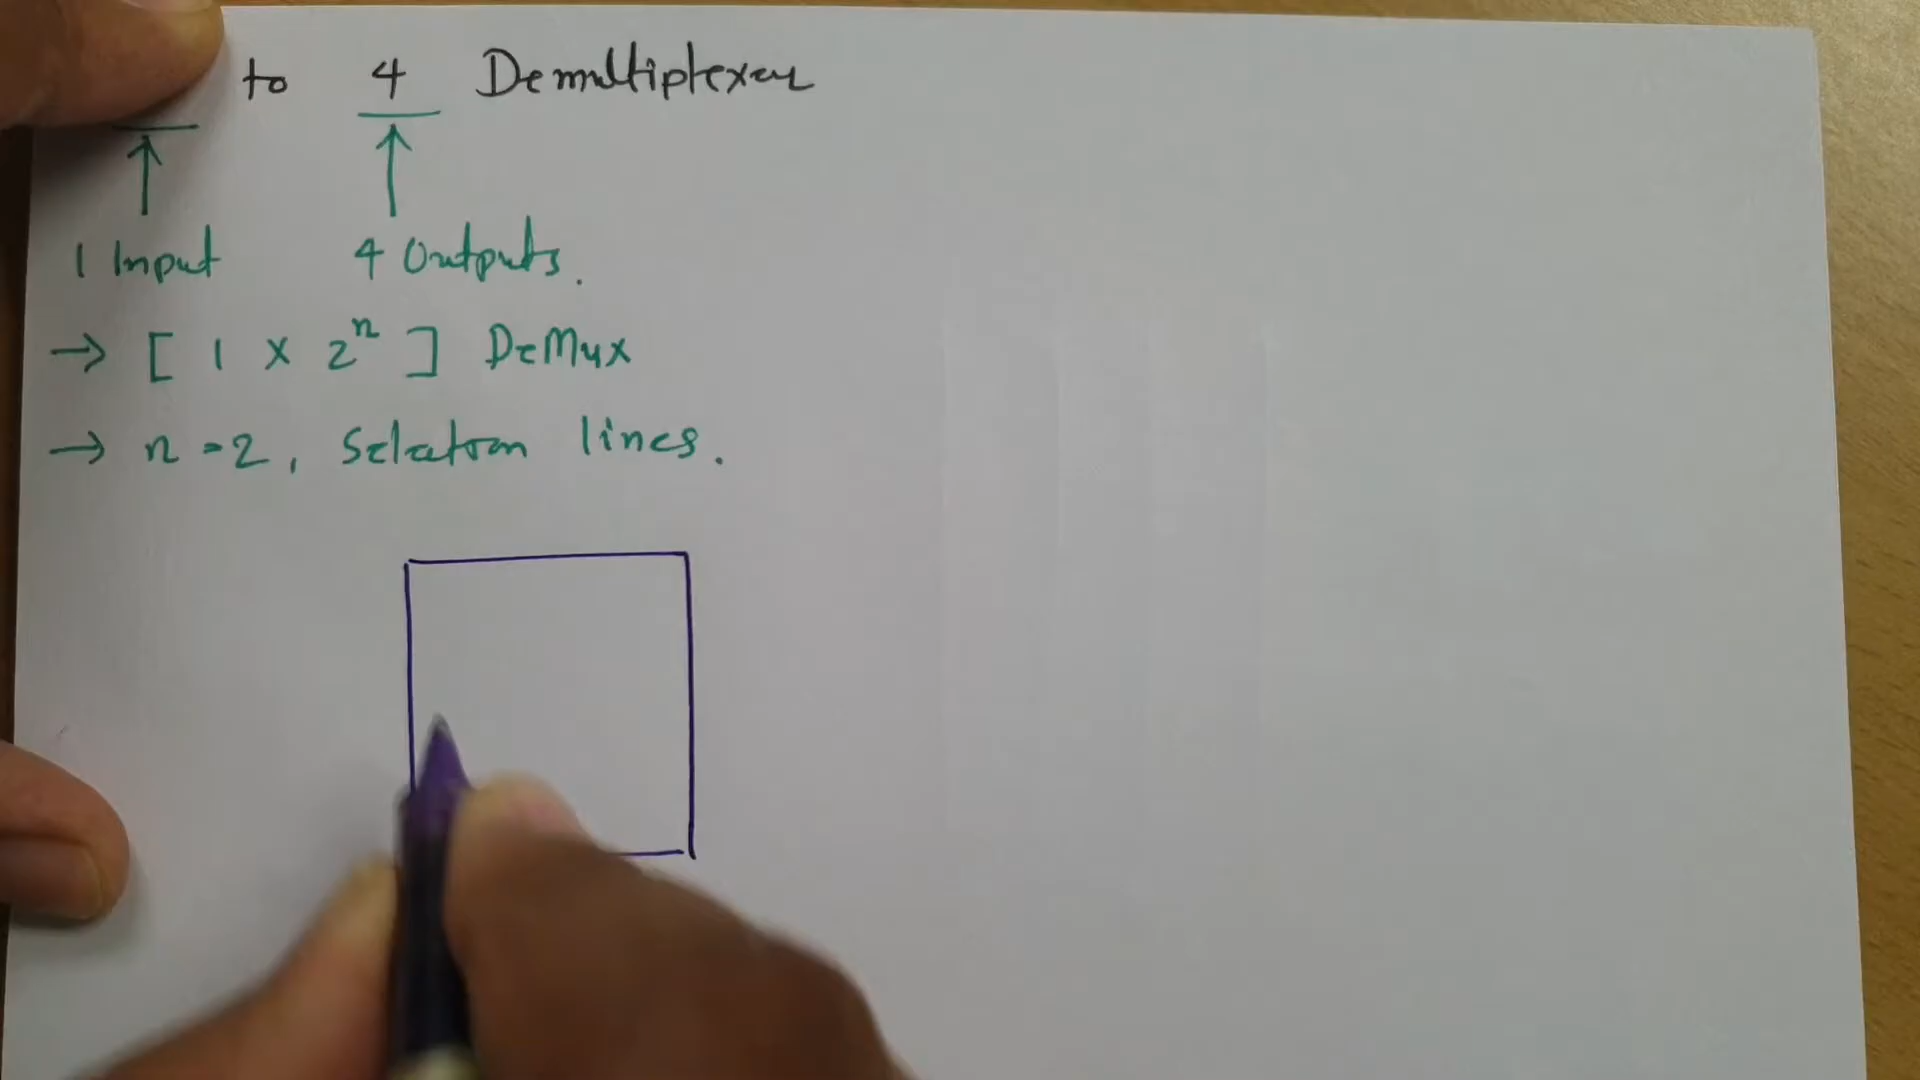 to 4 Demultiplexer
1 Input 4 Outputs.
→ [ 1 x 2ⁿ ] DeMux
→ n = 2, Selection lines.